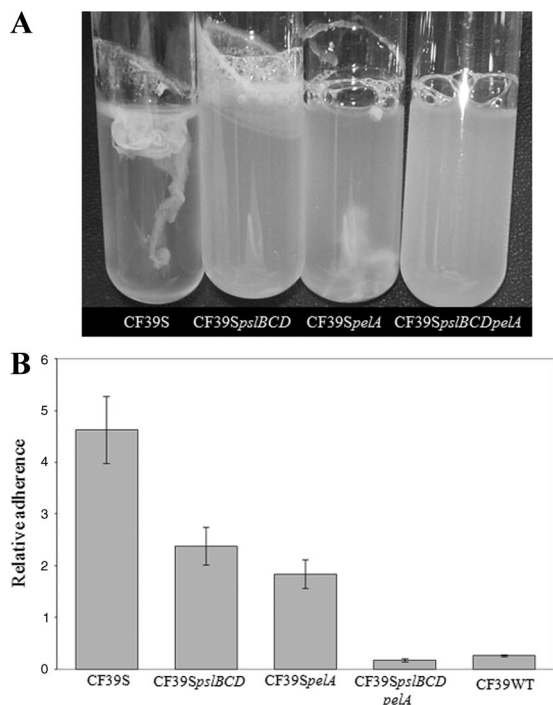 A
CF39S CF39SpslBCD CF39SpelA CF39SpslBCDpelA
B
6
5
4
3
2
1
0
Relative adherence
CF39S CF39SpslBCD CF39SpelA CF39SpslBCD CF39WT
pelA